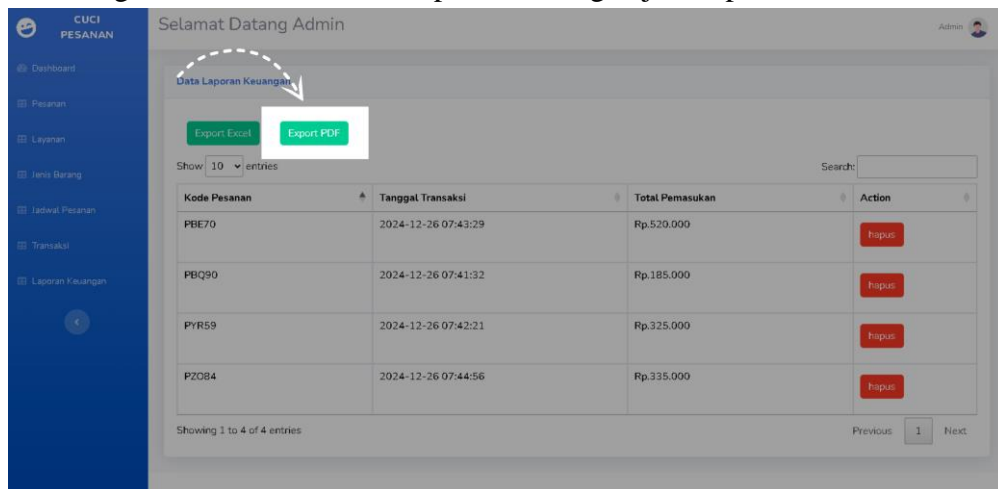 CUCI
PESANAN
Selamat Datang Admin
Admin
Dashboard
Pesanan
Layanan
Jenis Barang
Jadwal Pesanan
Transaksi
Laporan Keuangan
Data Laporan Keuangan
Export Excel Export PDF
Show 10 entries Search:
Kode Pesanan Tanggal Transaksi Total Pemasukan Action
PBE70 2024-12-26 07:43:29 Rp.520.000 hapus
PBQ90 2024-12-26 07:41:32 Rp.185.000 hapus
PYR59 2024-12-26 07:42:21 Rp.325.000 hapus
PZO84 2024-12-26 07:44:56 Rp.335.000 hapus
Showing 1 to 4 of 4 entries Previous 1 Next